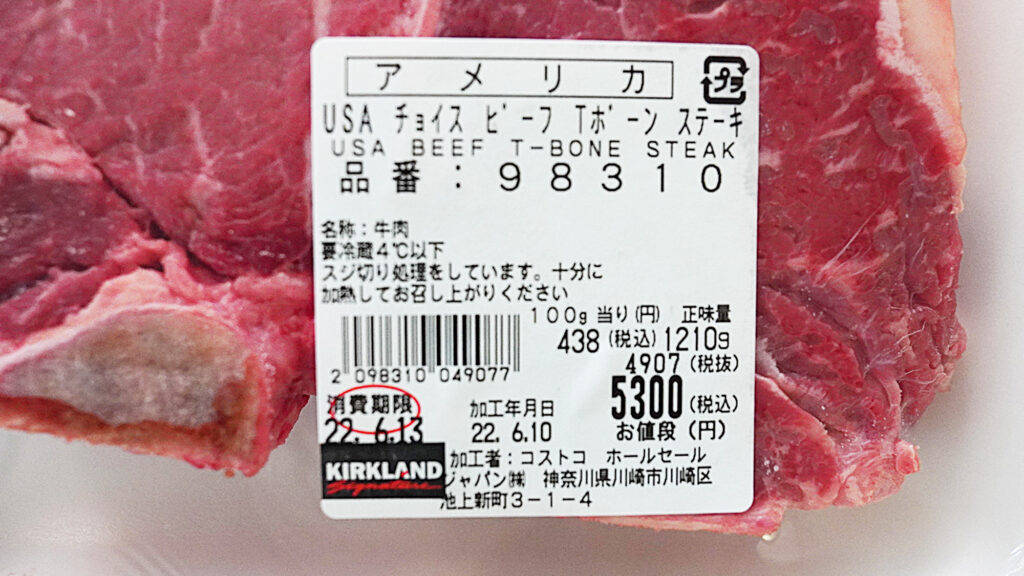 アメリカ
プラ
USA チョイス ビーフ Tボーン ステーキ
USA BEEF T-BONE STEAK
品番：98310
名称：牛肉
要冷蔵4℃以下
スジ切り処理をしています。十分に
加熱してお召し上がりください
100g 当り(円) 正味量
438(税込) 1210g
4907(税抜)
2 098310 049077
5300(税込)
お値段(円)
消費期限 加工年月日
22. 6.13 22. 6.10
KIRKLAND
Signature
加工者：コストコ ホールセール
ジャパン㈱ 神奈川県川崎市川崎区
池上新町3-1-4